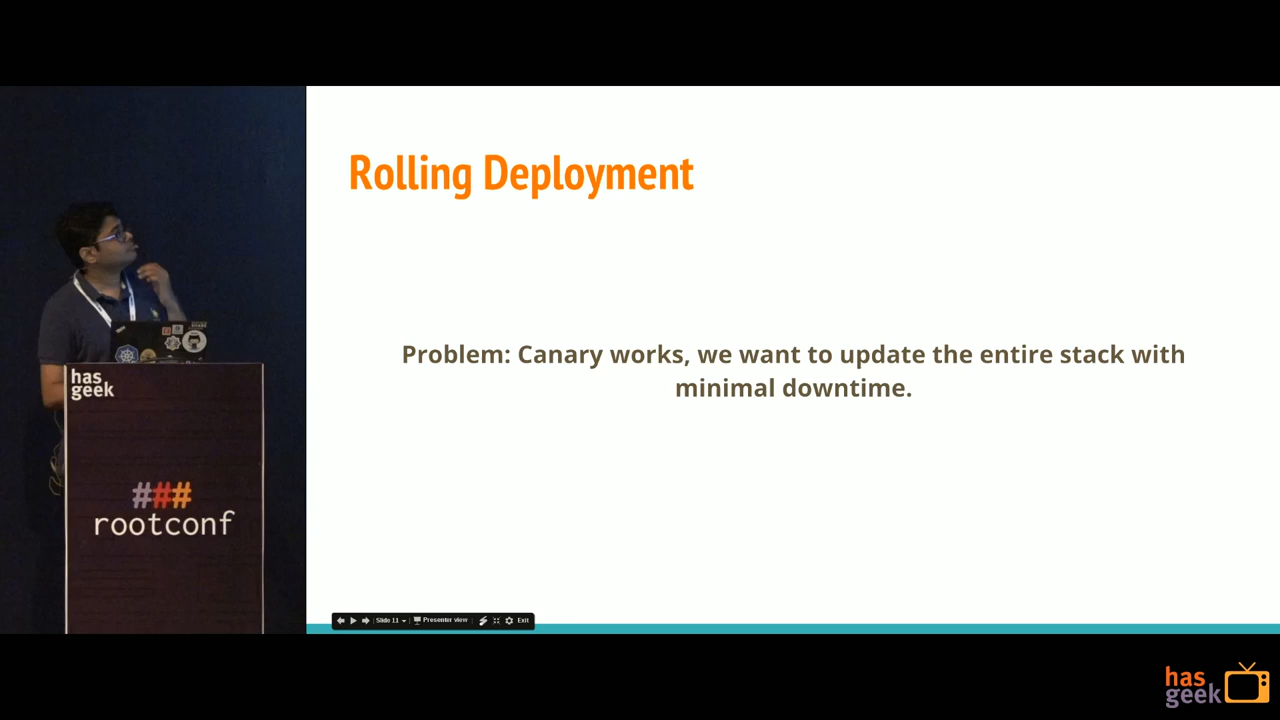 Rolling Deployment
Problem: Canary works, we want to update the entire stack with
minimal downtime.
has
geek
###
rootconf
Slide 11
Presenter view
Exit
has
geek